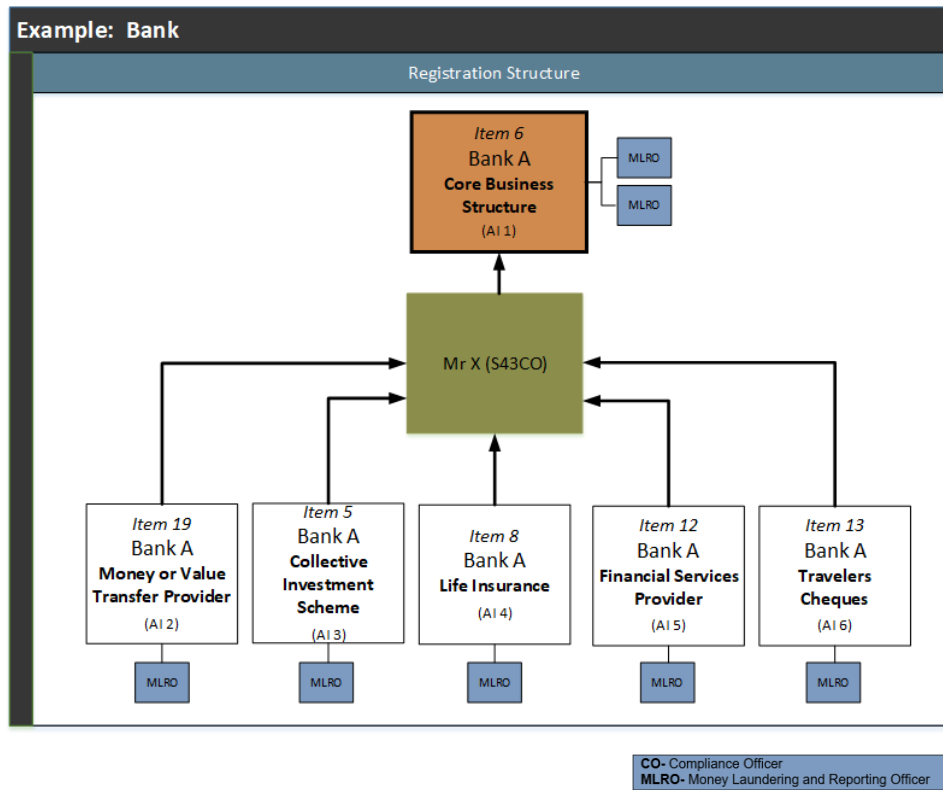 Example:  Bank
Registration Structure
Item 6
Bank A
Core Business
Structure
(AI 1)
MLRO
MLRO
Mr X (S43CO)
Item 19
Bank A
Money or Value
Transfer Provider
(AI 2)
MLRO
Item 5
Bank A
Collective
Investment
Scheme
(AI 3)
MLRO
Item 8
Bank A
Life Insurance
(AI 4)
MLRO
Item 12
Bank A
Financial Services
Provider
(AI 5)
MLRO
Item 13
Bank A
Travelers
Cheques
(AI 6)
MLRO
CO- Compliance Officer
MLRO- Money Laundering and Reporting Officer